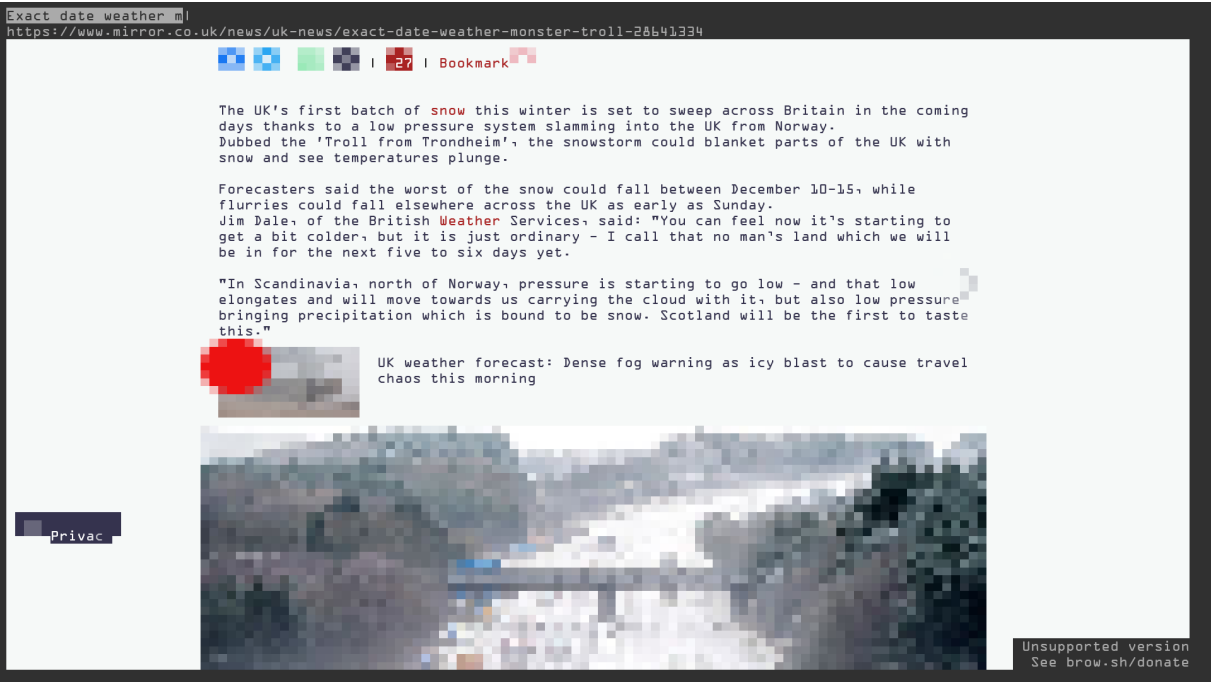 Exact date weather m
https://www.mirror.co.uk/news/uk-news/exact-date-weather-monster-troll-28641334
| 27 | Bookmark
The UK's first batch of snow this winter is set to sweep across Britain in the coming
days thanks to a low pressure system slamming into the UK from Norway.
Dubbed the 'Troll from Trondheim', the snowstorm could blanket parts of the UK with
snow and see temperatures plunge.
Forecasters said the worst of the snow could fall between December 10-15, while
flurries could fall elsewhere across the UK as early as Sunday.
Jim Dale, of the British Weather Services, said: "You can feel now it's starting to
get a bit colder, but it is just ordinary - I call that no man's land which we will
be in for the next five to six days yet.
"In Scandinavia, north of Norway, pressure is starting to go low - and that low
elongates and will move towards us carrying the cloud with it, but also low pressure
bringing precipitation which is bound to be snow. Scotland will be the first to taste
this."
UK weather forecast: Dense fog warning as icy blast to cause travel
chaos this morning
Privac
Unsupported version
See brow.sh/donate